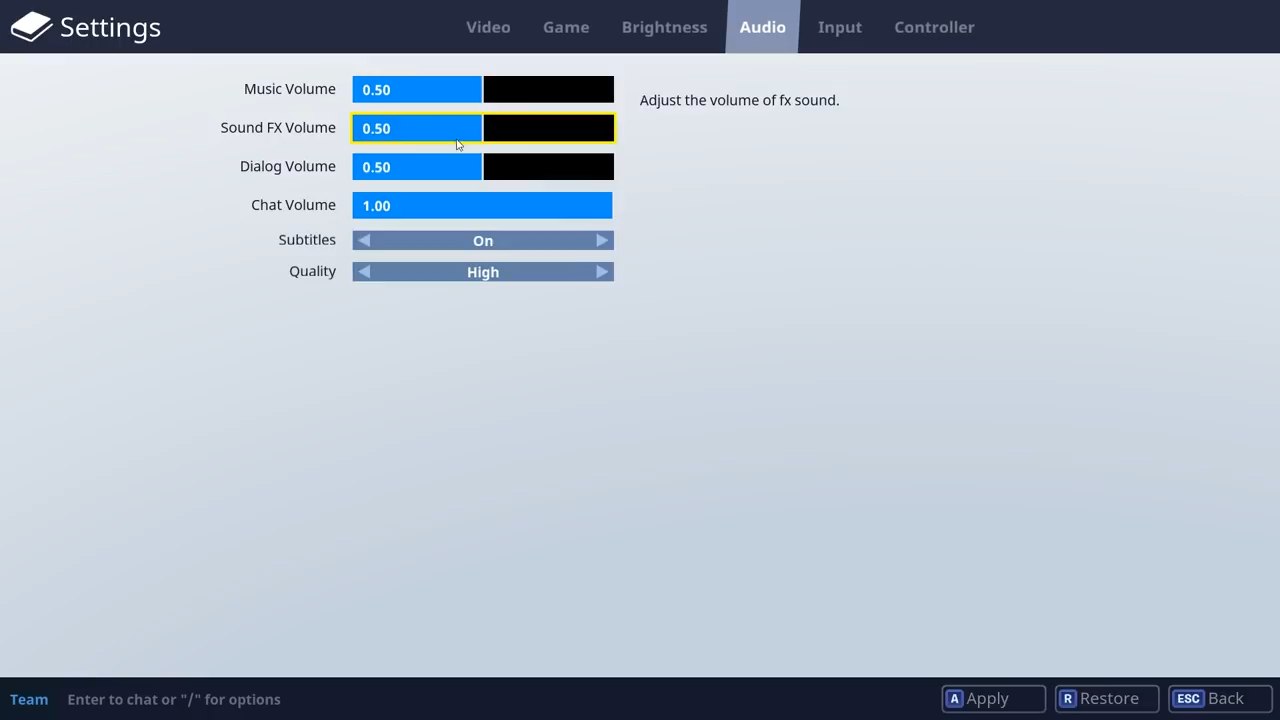 Settings
Video Game Brightness Audio Input Controller
Music Volume 0.50
Adjust the volume of fx sound.
Sound FX Volume 0.50
Dialog Volume 0.50
Chat Volume 1.00
Subtitles On
Quality High
Team Enter to chat or "/" for options
A Apply R Restore ESC Back